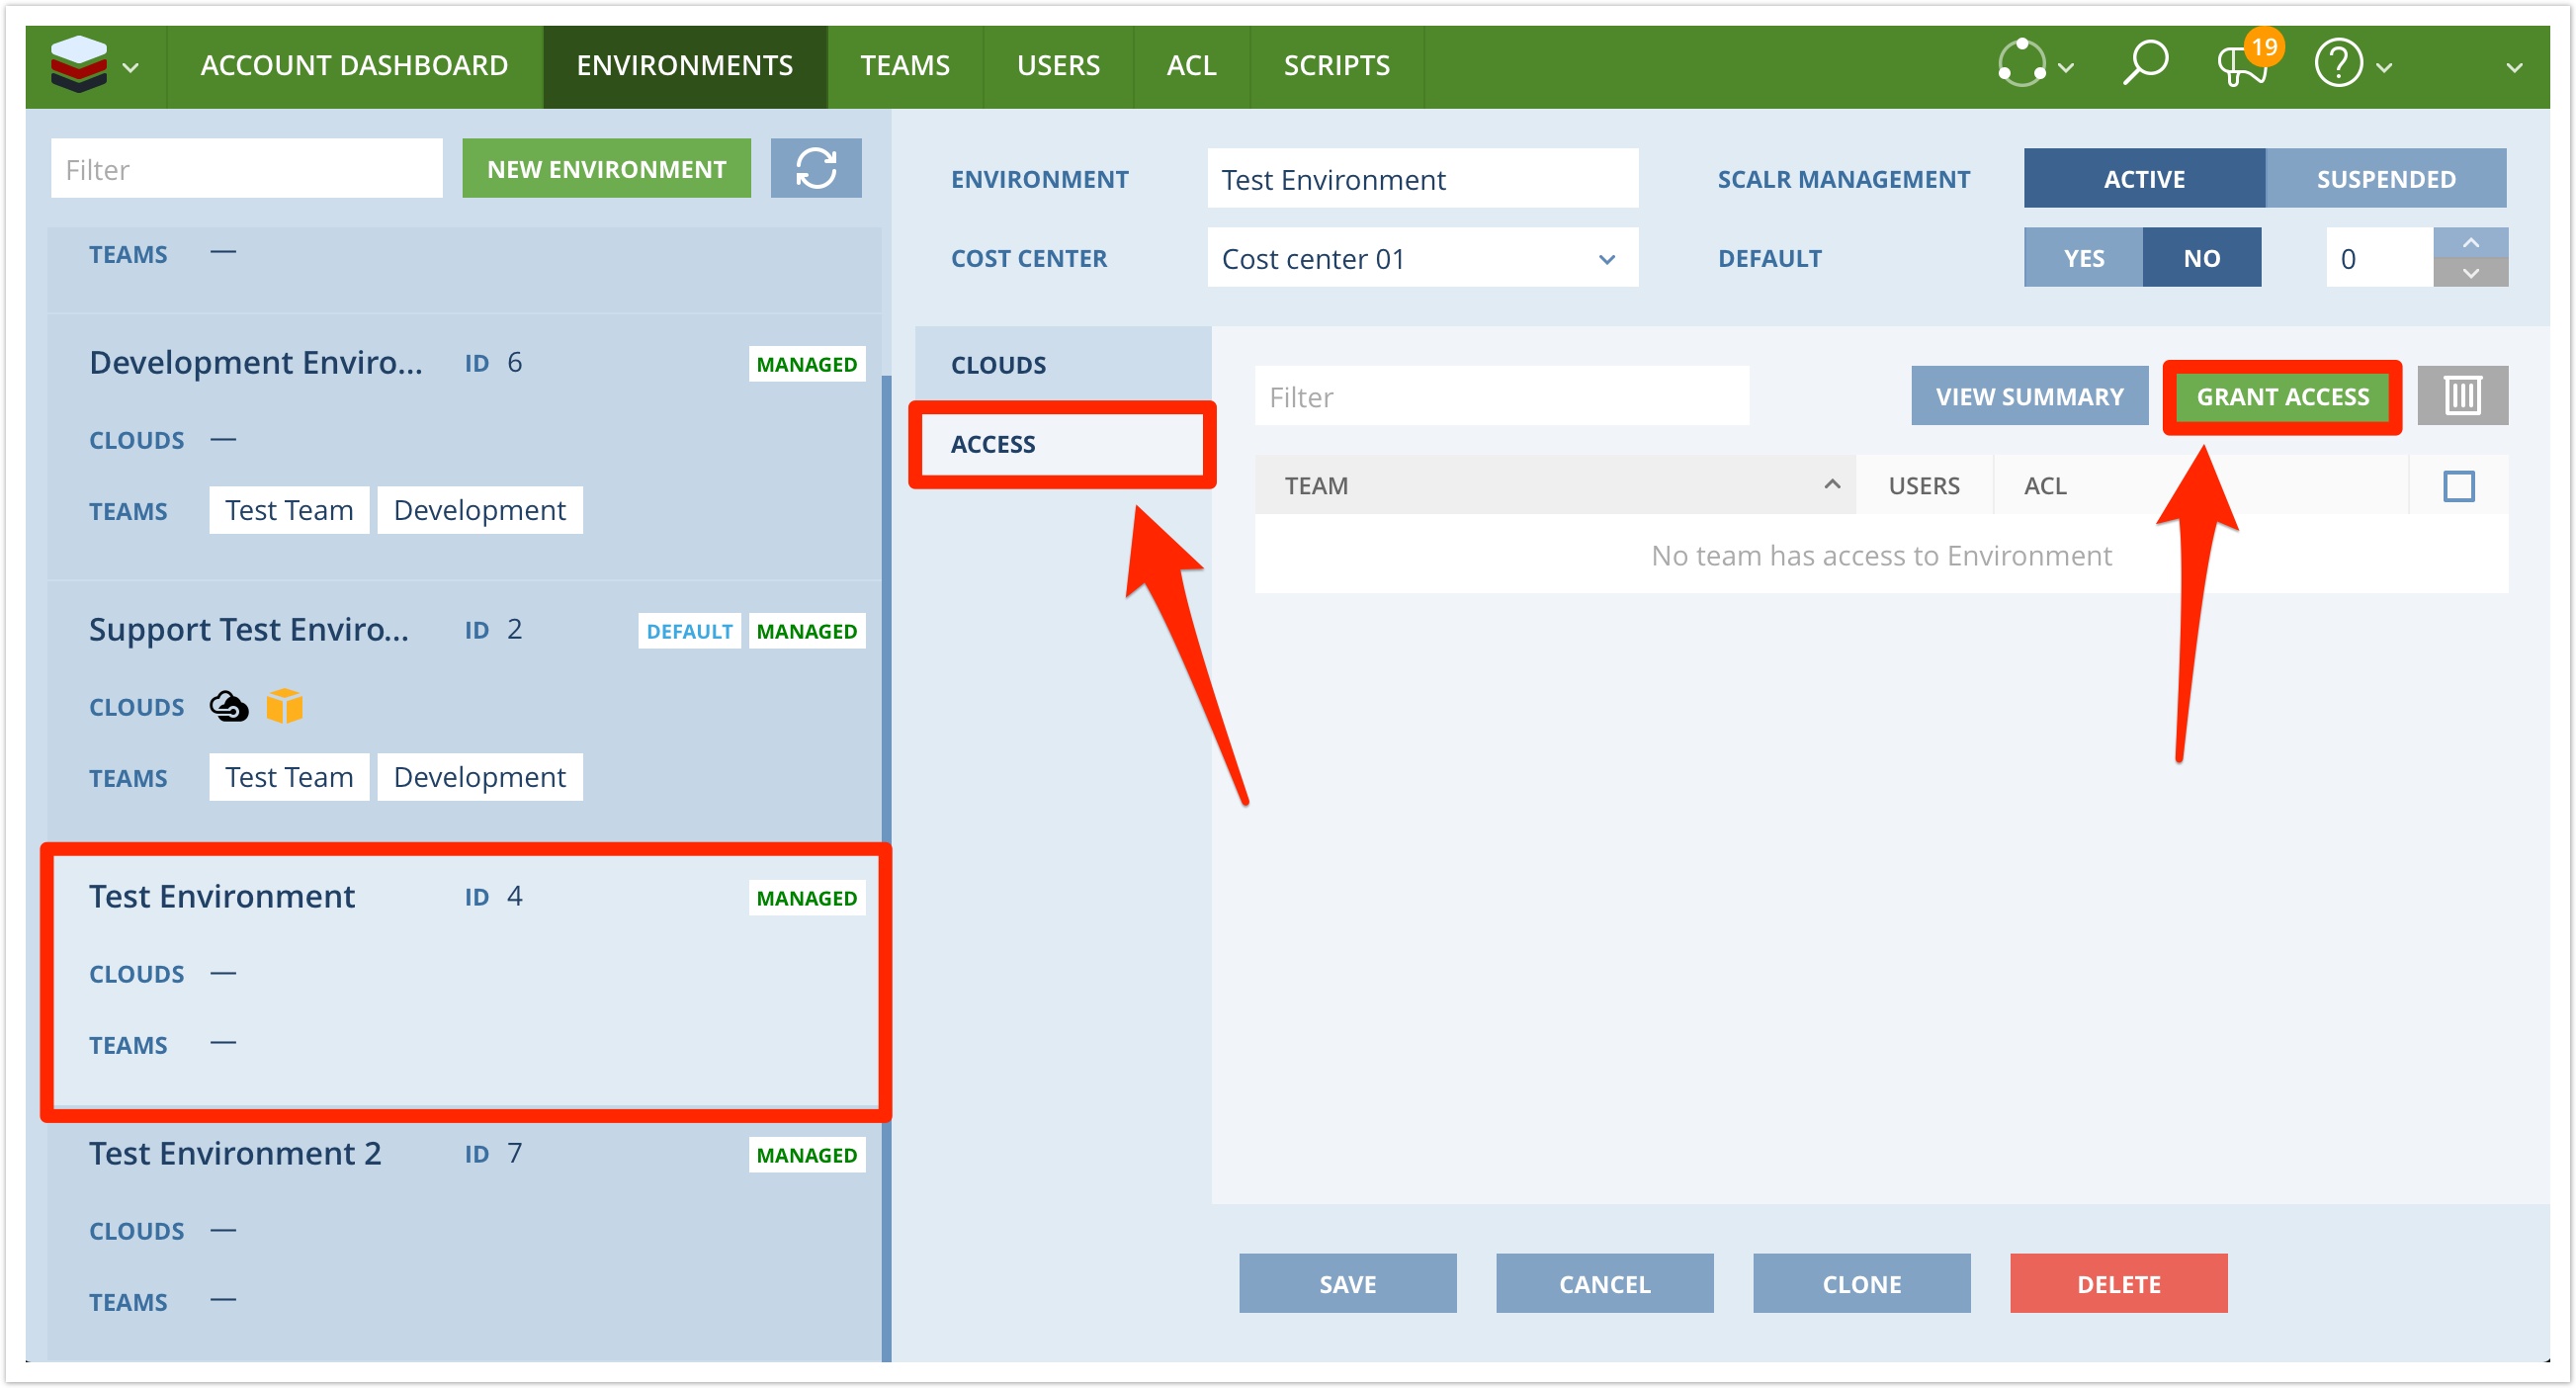 ACCOUNT DASHBOARD ENVIRONMENTS TEAMS USERS ACL SCRIPTS 19
Filter NEW ENVIRONMENT
TEAMS —
Development Enviro... ID 6 MANAGED
CLOUDS —
TEAMS Test Team Development
Support Test Enviro... ID 2 DEFAULT MANAGED
CLOUDS
TEAMS Test Team Development
Test Environment ID 4 MANAGED
CLOUDS —
TEAMS —
Test Environment 2 ID 7 MANAGED
CLOUDS —
TEAMS —
ENVIRONMENT Test Environment SCALR MANAGEMENT ACTIVE SUSPENDED
COST CENTER Cost center 01 DEFAULT YES NO 0
CLOUDS
ACCESS
Filter VIEW SUMMARY GRANT ACCESS
TEAM USERS ACL
No team has access to Environment
SAVE CANCEL CLONE DELETE